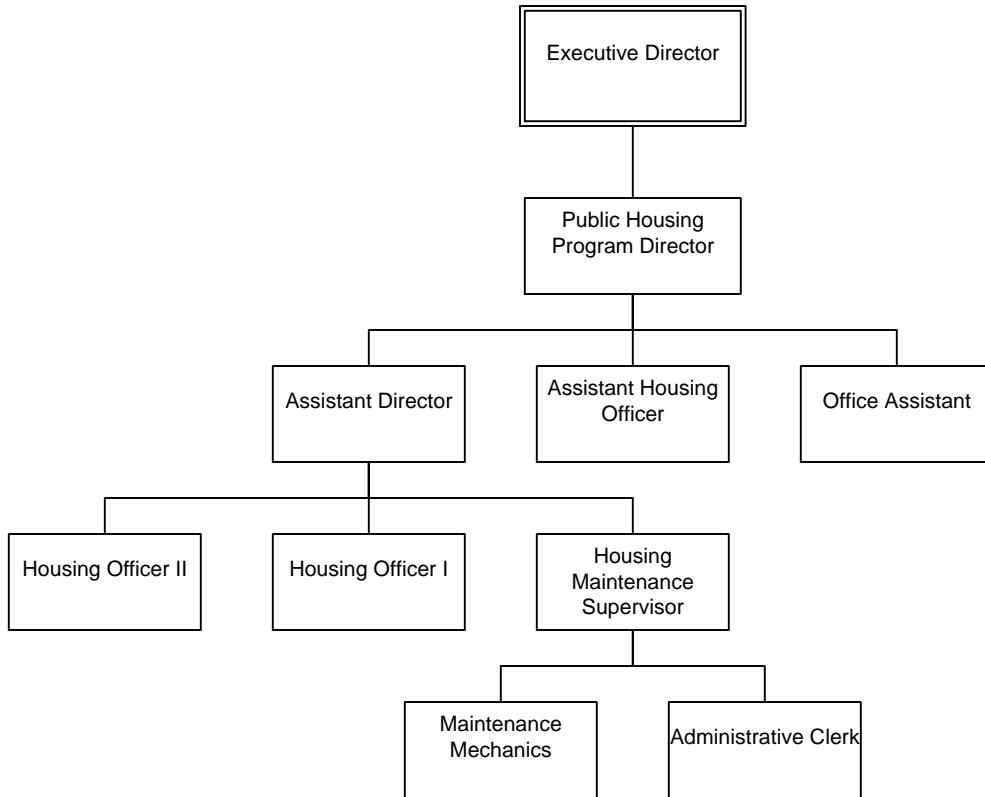 Executive Director
Public Housing
Program Director
Assistant Director
Assistant Housing
Officer
Office Assistant
Housing Officer II
Housing Officer I
Housing
Maintenance
Supervisor
Maintenance
Mechanics
Administrative Clerk